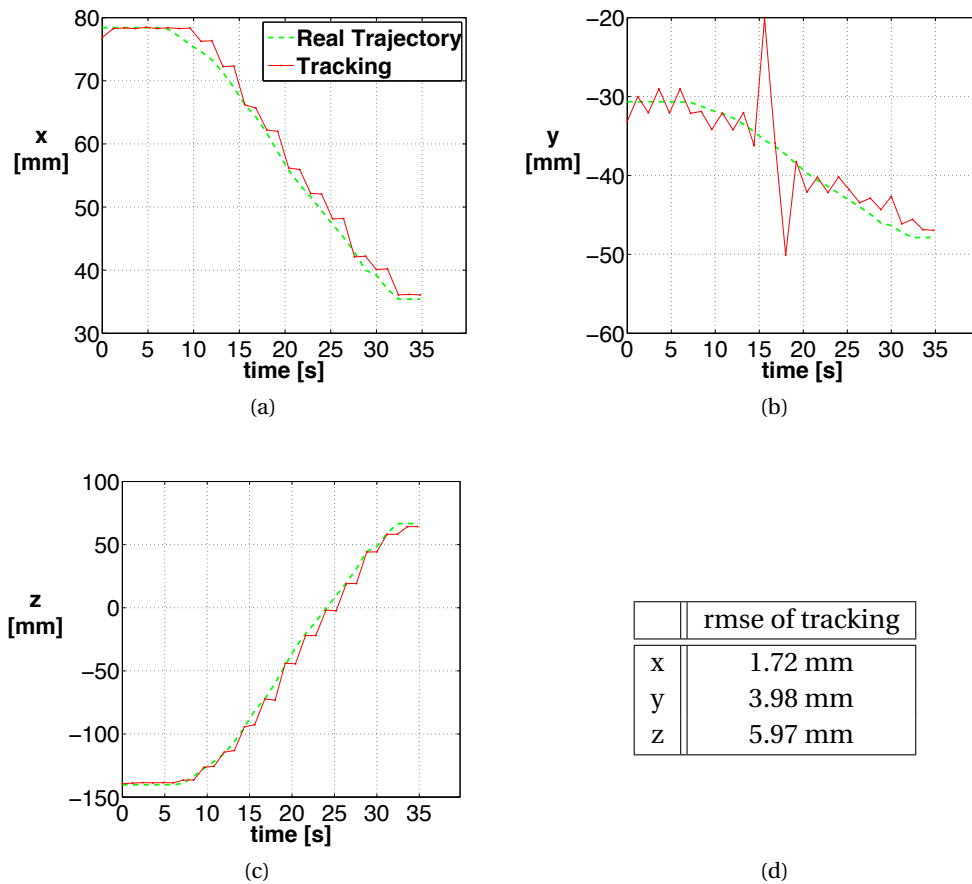 80
70
60
50
40
30
x
[mm]
Real Trajectory
Tracking
0 5 10 15 20 25 30 35
time [s]
(a)
−20
−30
−40
−50
−60
y
[mm]
0 5 10 15 20 25 30 35
time [s]
(b)
100
50
0
−50
−100
−150
z
[mm]
0 5 10 15 20 25 30 35
time [s]
(c)
rmse of tracking
x 1.72 mm
y 3.98 mm
z 5.97 mm
(d)